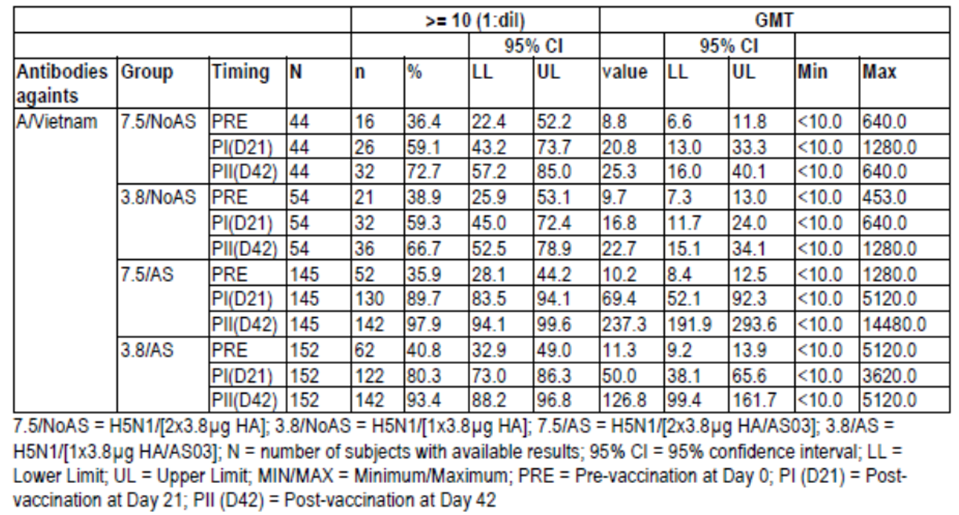 >= 10 (1:dil) GMT
95% CI 95% CI
Antibodies againts Group Timing N n % LL UL value LL UL Min Max
A/Vietnam 7.5/NoAS PRE 44 16 36.4 22.4 52.2 8.8 6.6 11.8 <10.0 640.0
PI(D21) 44 26 59.1 43.2 73.7 20.8 13.0 33.3 <10.0 1280.0
PII(D42) 44 32 72.7 57.2 85.0 25.3 16.0 40.1 <10.0 640.0
3.8/NoAS PRE 54 21 38.9 25.9 53.1 9.7 7.3 13.0 <10.0 453.0
PI(D21) 54 32 59.3 45.0 72.4 16.8 11.7 24.0 <10.0 640.0
PII(D42) 54 36 66.7 52.5 78.9 22.7 15.1 34.1 <10.0 1280.0
7.5/AS PRE 145 52 35.9 28.1 44.2 10.2 8.4 12.5 <10.0 1280.0
PI(D21) 145 130 89.7 83.5 94.1 69.4 52.1 92.3 <10.0 5120.0
PII(D42) 145 142 97.9 94.1 99.6 237.3 191.9 293.6 <10.0 14480.0
3.8/AS PRE 152 62 40.8 32.9 49.0 11.3 9.2 13.9 <10.0 5120.0
PI(D21) 152 122 80.3 73.0 86.3 50.0 38.1 65.6 <10.0 3620.0
PII(D42) 152 142 93.4 88.2 96.8 126.8 99.4 161.7 <10.0 5120.0
7.5/NoAS = H5N1/[2x3.8µg HA]; 3.8/NoAS = H5N1/[1x3.8µg HA]; 7.5/AS = H5N1/[2x3.8µg HA/AS03]; 3.8/AS =
H5N1/[1x3.8µg HA/AS03]; N = number of subjects with available results; 95% CI = 95% confidence interval; LL =
Lower Limit; UL = Upper Limit; MIN/MAX = Minimum/Maximum; PRE = Pre-vaccination at Day 0; PI (D21) = Post-
vaccination at Day 21; PII (D42) = Post-vaccination at Day 42